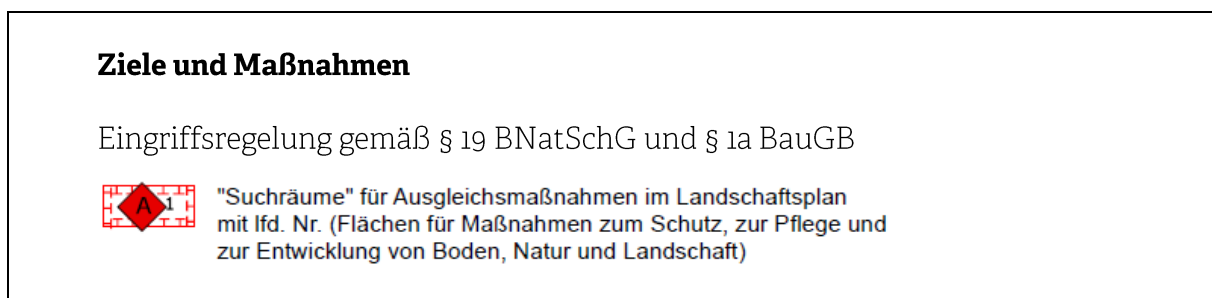 Ziele und Maßnahmen
Eingriffsregelung gemäß § 19 BNatSchG und § 1a BauGB
A 1
"Suchräume" für Ausgleichsmaßnahmen im Landschaftsplan
mit lfd. Nr. (Flächen für Maßnahmen zum Schutz, zur Pflege und
zur Entwicklung von Boden, Natur und Landschaft)